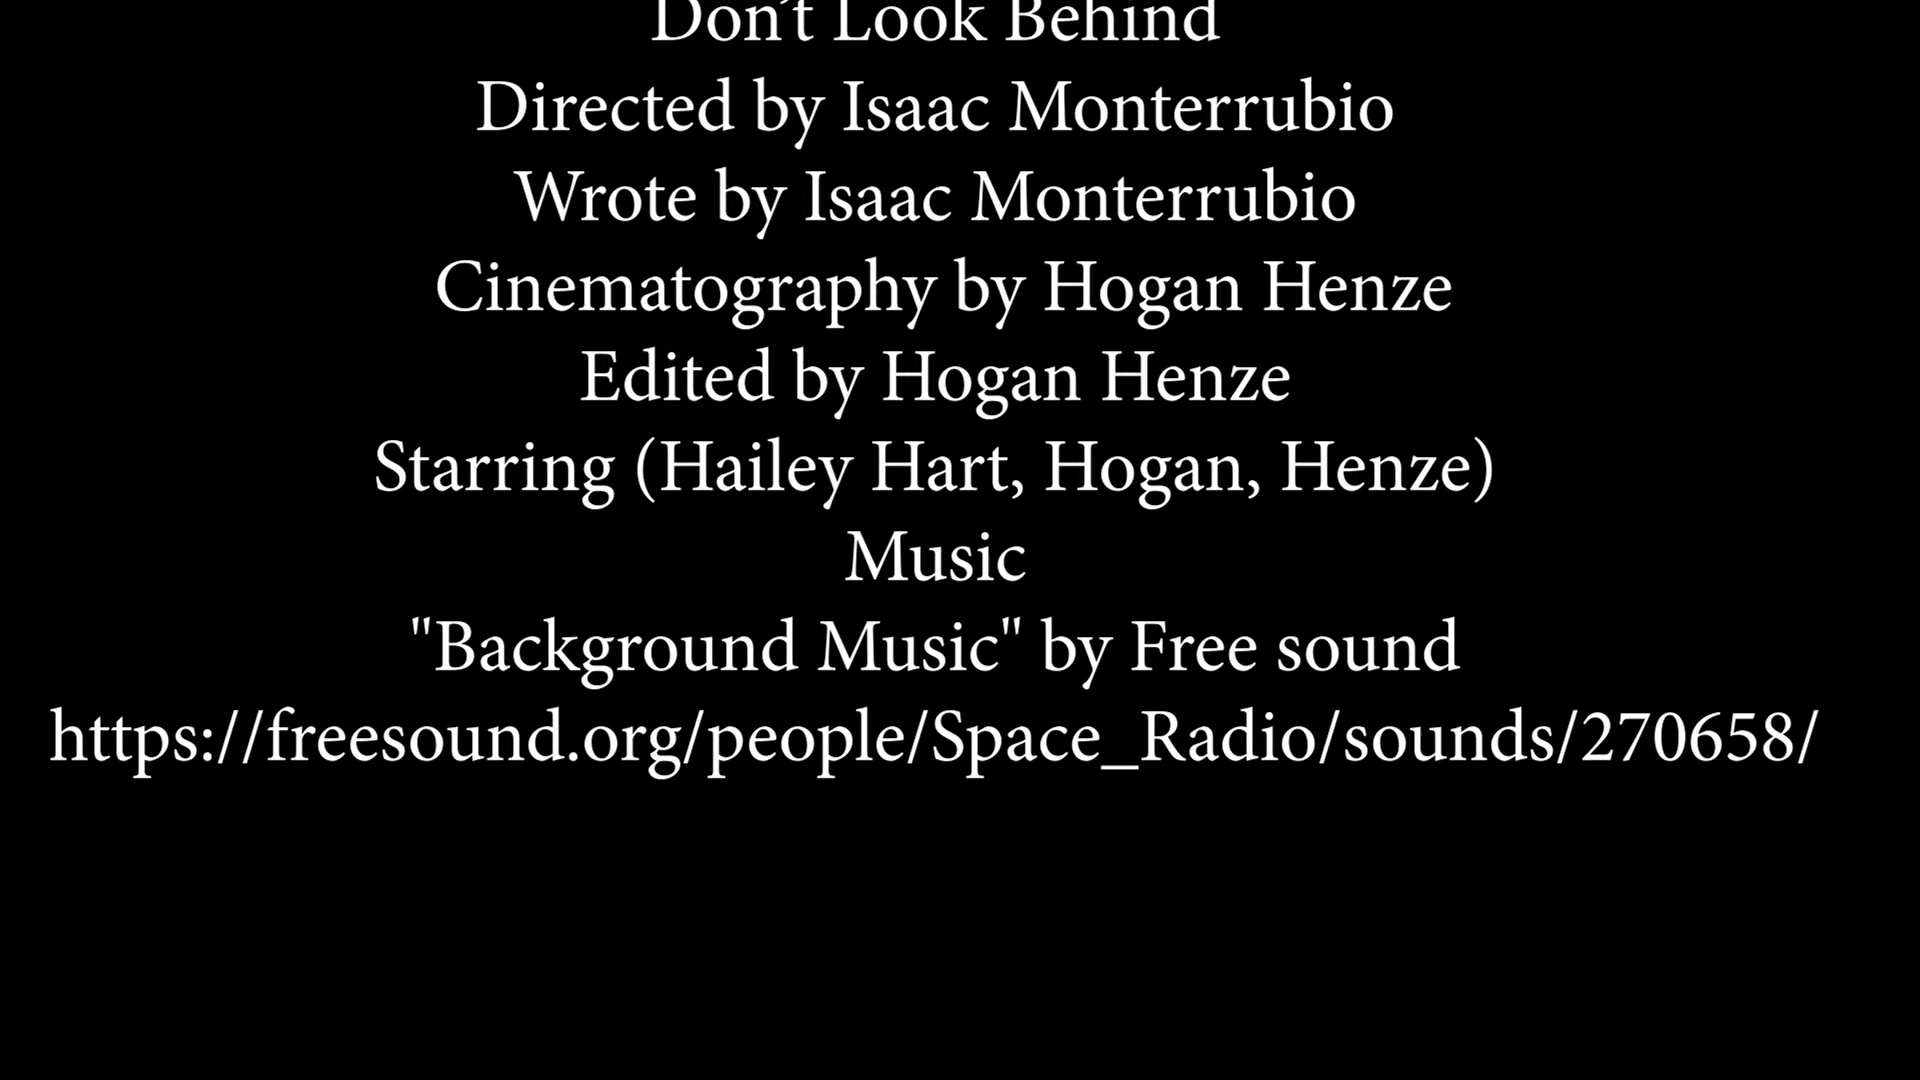 Don't Look Behind
Directed by Isaac Monterrubio
Wrote by Isaac Monterrubio
Cinematography by Hogan Henze
Edited by Hogan Henze
Starring (Hailey Hart, Hogan, Henze)
Music
"Background Music" by Free sound
https://freesound.org/people/Space_Radio/sounds/270658/